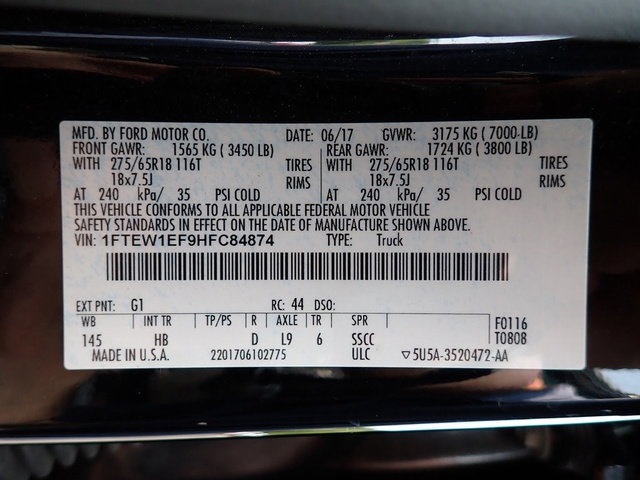 MFD. BY FORD MOTOR CO. DATE: 06/17 GVWR: 3175 KG ( 7000-LB)
FRONT GAWR: 1565 KG ( 3450 LB) REAR GAWR: 1724 KG ( 3800 LB)
WITH 275/65R18 116T TIRES WITH 275/65R18 116T TIRES
18x7.5J RIMS 18x7.5J RIMS
AT 240 kPa/ 35 PSI COLD AT 240 kPa/ 35 PSI COLD
THIS VEHICLE CONFORMS TO ALL APPLICABLE FEDERAL MOTOR VEHICLE
SAFETY STANDARDS IN EFFECT ON THE DATE OF MANUFACTURE SHOWN ABOVE.
VIN: 1FTEW1EF9HFC84874 TYPE: Truck
EXT PNT: G1 RC: 44 DSO:
WB INT TR TP/PS R AXLE TR SPR F0116
145 HB D L9 6 SSCC T0808
MADE IN U.S.A. 2201706102775 ULC ▽5U5A-3520472-AA